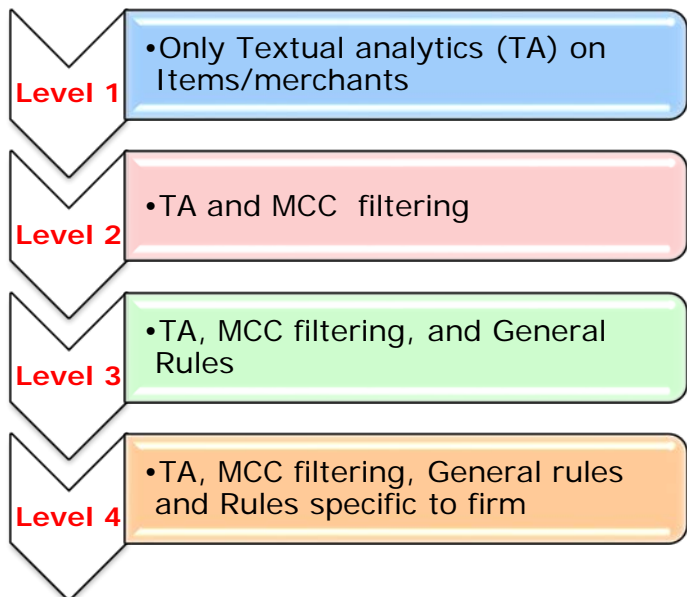 Level 1
•Only Textual analytics (TA) on
Items/merchants
Level 2
•TA and MCC  filtering
Level 3
•TA, MCC filtering, and General
Rules
Level 4
•TA, MCC filtering, General rules
and Rules specific to firm